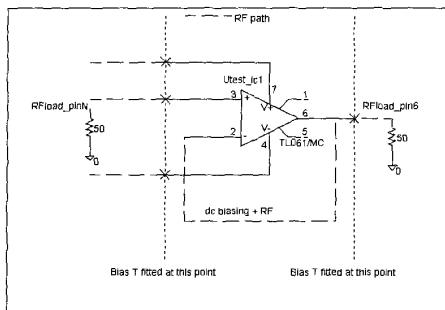 RF path
Utest_ic1
7
3
+
V+
1
6
RFload_pinN
RFload_pin6
50
2
-
V-
4
5
TL061/MC
50
0
0
dc biasing + RF
Bias T fitted at this point
Bias T fitted at this point